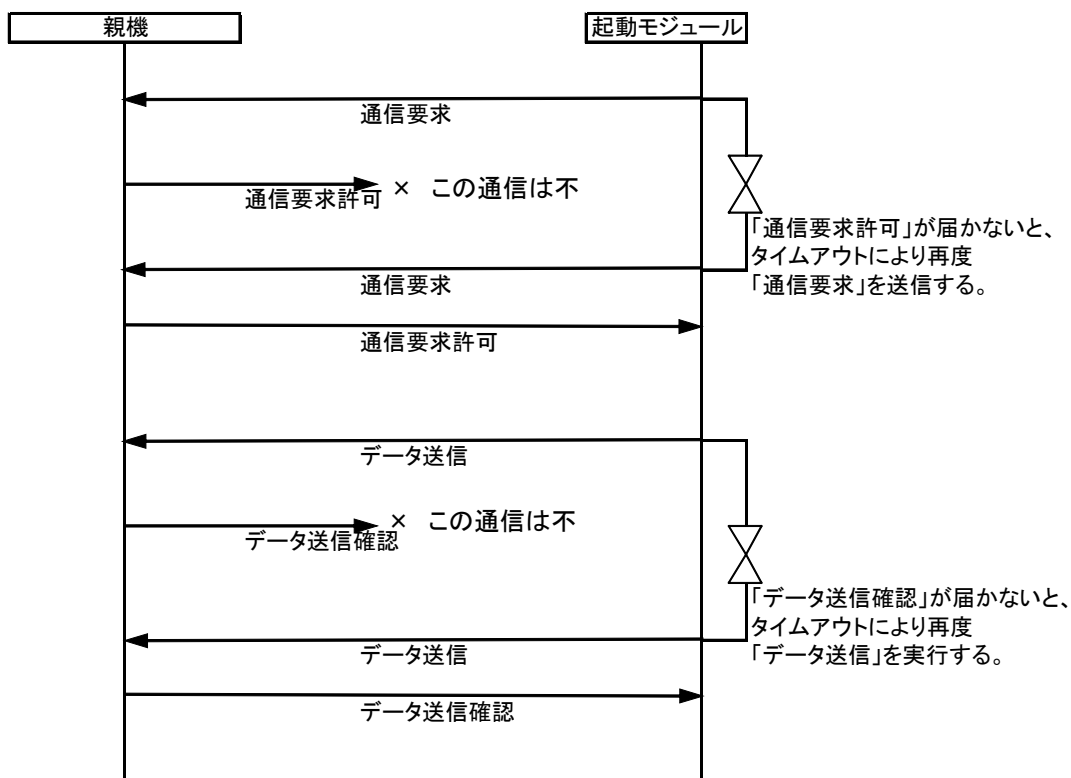 親機
起動モジュール
通信要求
通信要求許可
× この通信は不
「通信要求許可」が届かないと、
タイムアウトにより再度
「通信要求」を送信する。
通信要求
通信要求許可
データ送信
データ送信確認
× この通信は不
「データ送信確認」が届かないと、
タイムアウトにより再度
「データ送信」を実行する。
データ送信
データ送信確認